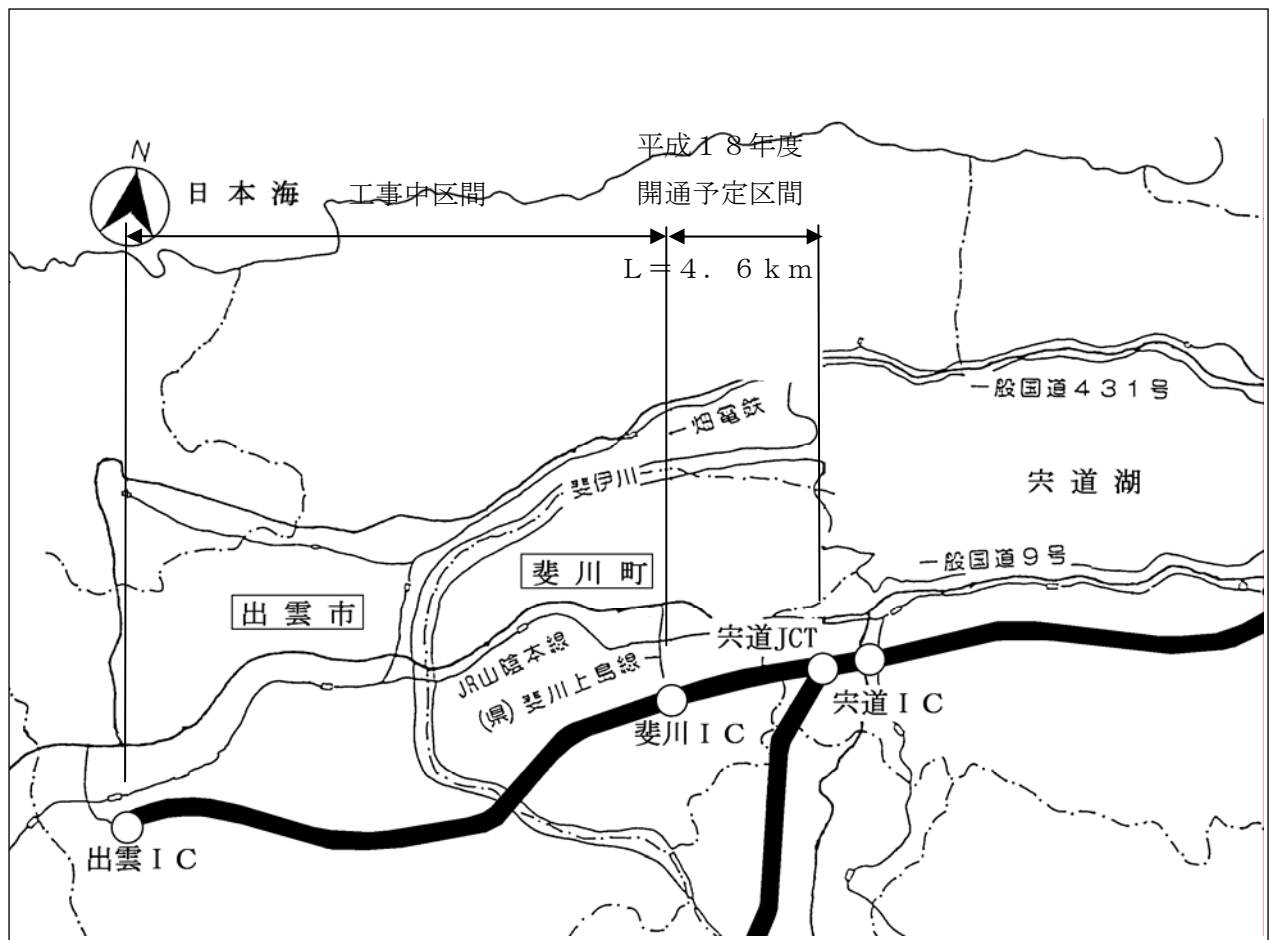 N
日本海
工事中区間
平成１８年度
開通予定区間
Ｌ＝４．６ｋｍ
一般国道４３１号
一畑電鉄
斐伊川
宍道湖
一般国道９号
斐川町
出雲市
宍道JCT
JR山陰本線
(県)斐川上島線
宍道ＩＣ
斐川ＩＣ
出雲ＩＣ